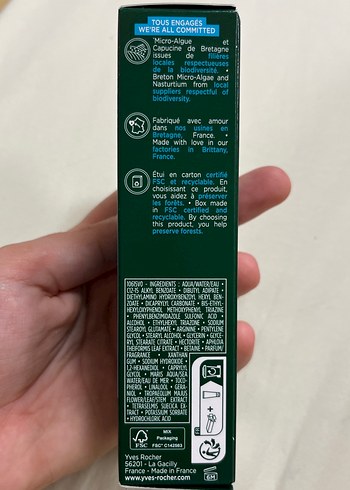 TOUS ENGAGÉS
WE'RE ALL COMMITTED
'Micro-Algue et
Capucine de Bretagne
issues de filières
locales respectueuses
de la biodiversité. •
Breton Micro-Algae and
Nasturtium from local
suppliers respectful of
biodiversity.
Fabriqué avec amour
dans nos usines en
Bretagne, France. •
Made with love in our
factories in Brittany,
France.
Étui en carton certifié
FSC et recyclable. En
choisissant ce produit,
vous aidez à préserver
les forêts. • Box made
in FSC certified and
recyclable. By choosing
this product, you help
preserve forests.
10615V0 - INGREDIENTS : AQUA/WATER/EAU •
C12-15 ALKYL BENZOATE • DIBUTYL ADIPATE •
DIETHYLAMINO HYDROXYBENZOYL HEXYL BEN-
ZOATE • DICAPRYLYL CARBONATE • BIS-ETHYL-
HEXYLOXYPHENOL METHOXYPHENYL TRIAZINE
• PHENYLBENZIMIDAZOLE SULFONIC ACID •
ALCOHOL • ETHYLHEXYL TRIAZONE • SODIUM
STEAROYL GLUTAMATE • ARGININE • PENTYLENE
GLYCOL • STEARYL ALCOHOL • GLYCERIN • GLYCE-
RYL STEARATE CITRATE • HECTORITE • APHLOIA
THEIFORMIS LEAF EXTRACT • BETAINE • PARFUM/
FRAGRANCE • XANTHAN
GUM • SODIUM HYDROXIDE •
1,2-HEXANEDIOL • CAPRYLYL
GLYCOL • MARIS AQUA/SEA
WATER/EAU DE MER • TOCO-
PHEROL • LINALOOL • GERA-
NIOL • TROPAEOLUM MAJUS
FLOWER/LEAF/STEM EXTRACT
• TETRASELMIS SUECICA EX-
TRACT • POTASSIUM SORBATE
• HYDROCHLORIC ACID
FSC
MIX
Packaging
FSC® C142583
Yves Rocher
56201 - La Gacilly
France - Made in France
www.yves-rocher.com
6M